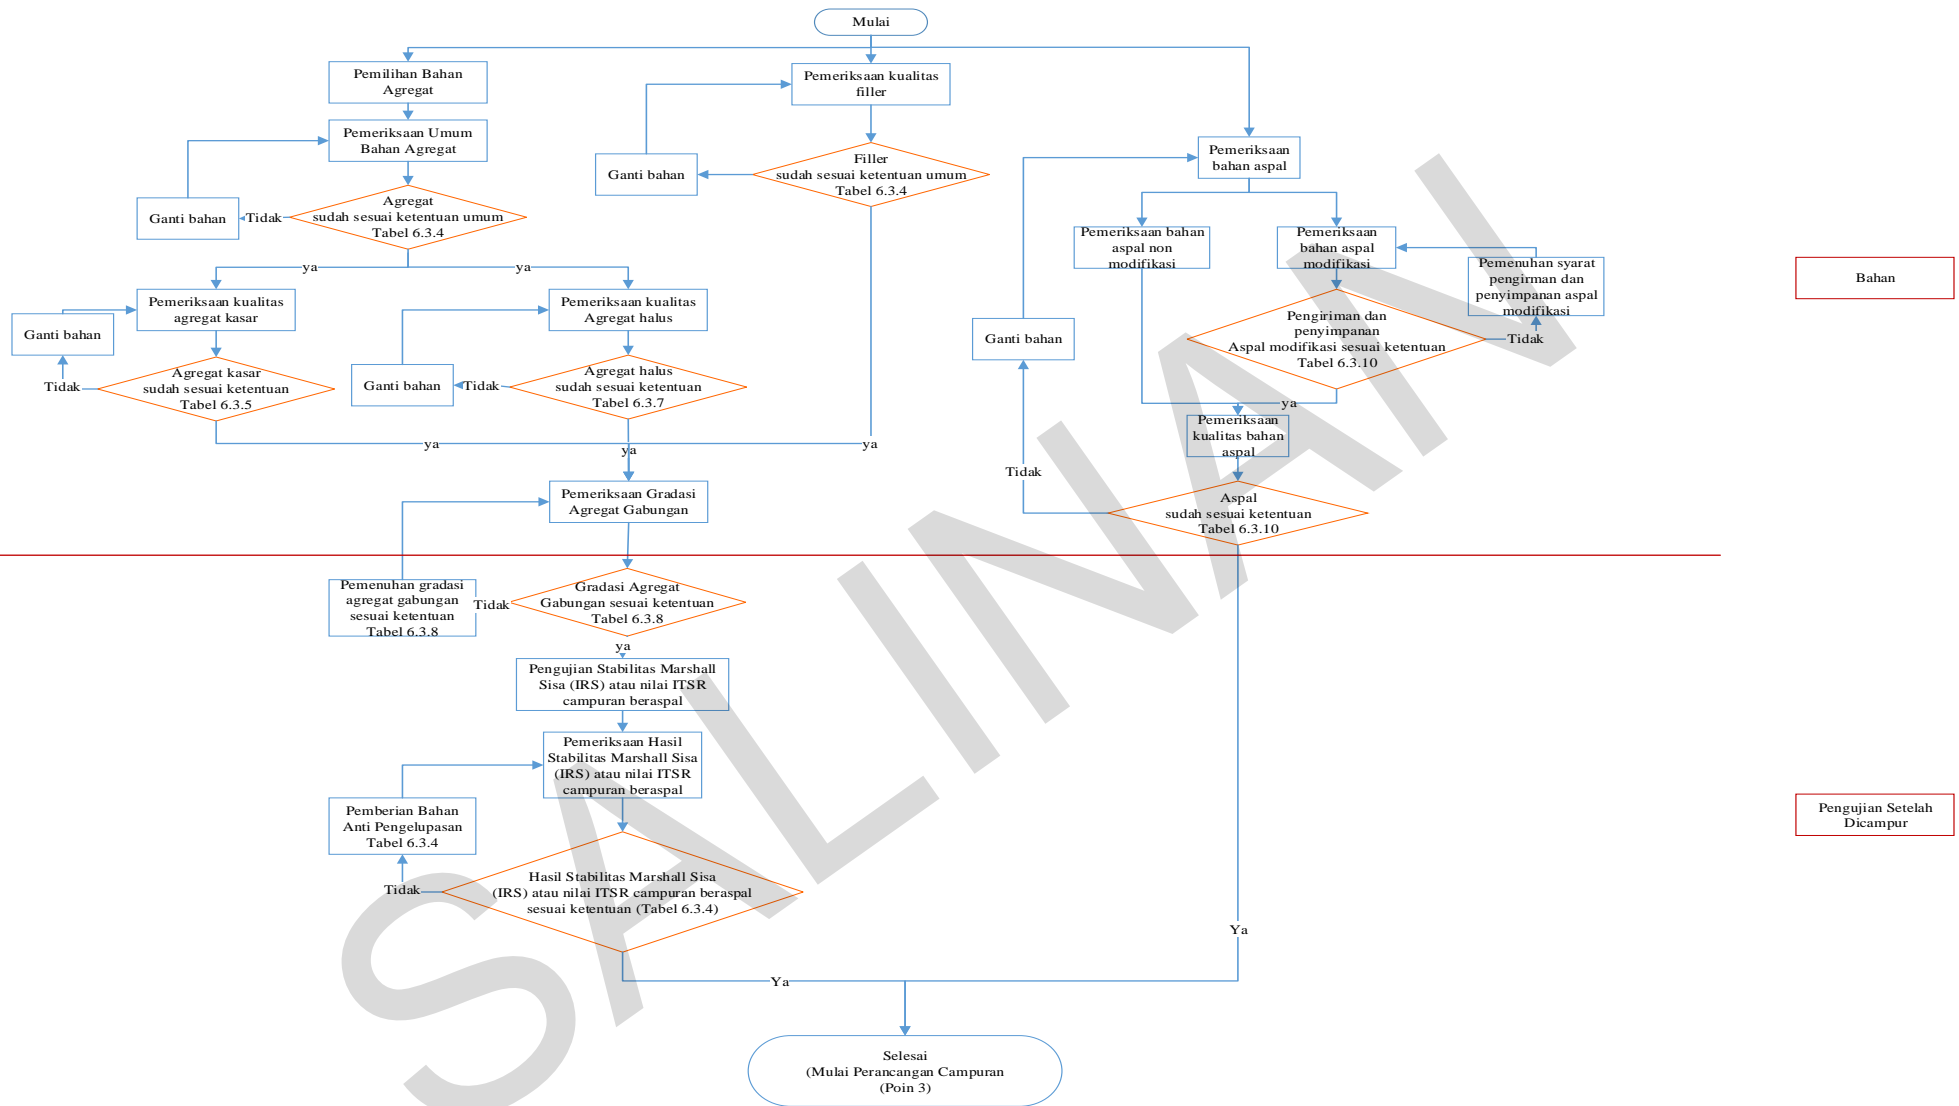 Mulai
Pemilihan Bahan
Agregat
Pemeriksaan kualitas
filler
Pemeriksaan Umum
Bahan Agregat
Pemeriksaan
bahan aspal
Ganti bahan
Filler
sudah sesuai ketentuan umum
Tabel 6.3.4
Ganti bahan
Tidak
Agregat
sudah sesuai ketentuan umum
Tabel 6.3.4
Pemeriksaan bahan
aspal non
modifikasi
Pemeriksaan
bahan aspal
modifikasi
Pemenuhan syarat
pengirman dan
penyimpanan aspal
modifikasi
Bahan
ya
ya
Pemeriksaan kualitas
agregat kasar
Pemeriksaan kualitas
Agregat halus
Ganti bahan
Ganti bahan
Pengiriman dan
penyimpanan
Aspal modifikasi sesuai ketentuan
Tabel 6.3.10
Tidak
Tidak
Agregat kasar
sudah sesuai ketentuan
Tabel 6.3.5
Ganti bahan
Tidak
Agregat halus
sudah sesuai ketentuan
Tabel 6.3.7
ya
Pemeriksaan
kualitas bahan
aspal
ya
ya
ya
Tidak
Pemeriksaan Gradasi
Agregat Gabungan
Aspal
sudah sesuai ketentuan
Tabel 6.3.10
Pemenuhan gradasi
agregat gabungan
sesuai ketentuan
Tabel 6.3.8
Tidak
Gradasi Agregat
Gabungan sesuai ketentuan
Tabel 6.3.8
ya
Pengujian Stabilitas Marshall
Sisa (IRS) atau nilai ITSR
campuran beraspal
Pemeriksaan Hasil
Stabilitas Marshall Sisa
(IRS) atau nilai ITSR
campuran beraspal
Pemberian Bahan
Anti Pengelupasan
Tabel 6.3.4
Pengujian Setelah
Dicampur
Tidak
Hasil Stabilitas Marshall Sisa
(IRS) atau nilai ITSR campuran beraspal
sesuai ketentuan (Tabel 6.3.4)
Ya
Ya
Selesai
(Mulai Perancangan Campuran
(Poin 3)
SALINAN